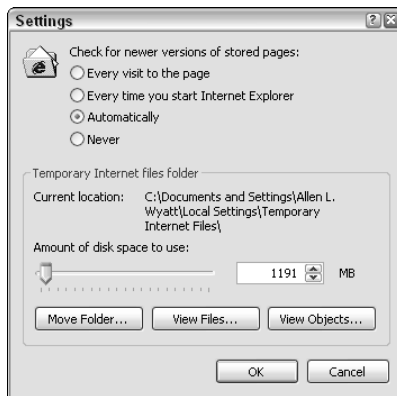 Settings
Check for newer versions of stored pages:
Every visit to the page
Every time you start Internet Explorer
Automatically
Never
Temporary Internet files folder
Current location: C:\Documents and Settings\Allen L.
Wyatt\Local Settings\Temporary
Internet Files\
Amount of disk space to use:
1191 MB
Move Folder... View Files... View Objects...
OK Cancel